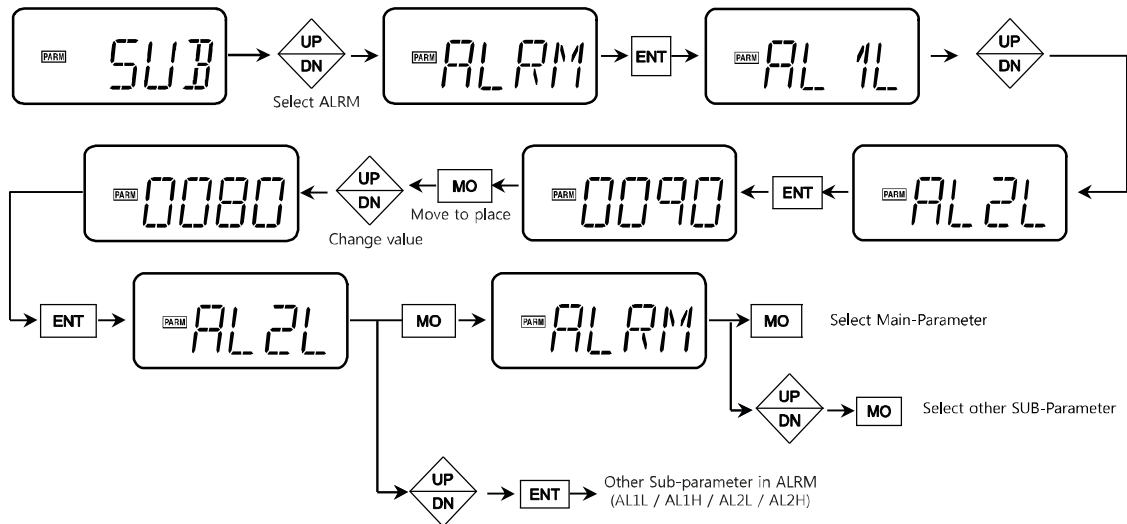 PARM SUB
UP
DN
Select ALRM
PARM ALRM
ENT
PARM AL1L
UP
DN
PARM 0080
UP
DN
Change value
MO
Move to place
PARM 0090
ENT
PARM AL2L
ENT
PARM AL2L
MO
PARM ALRM
MO
Select Main-Parameter
UP
DN
MO
Select other SUB-Parameter
UP
DN
ENT
Other Sub-parameter in ALRM
(AL1L / AL1H / AL2L / AL2H)